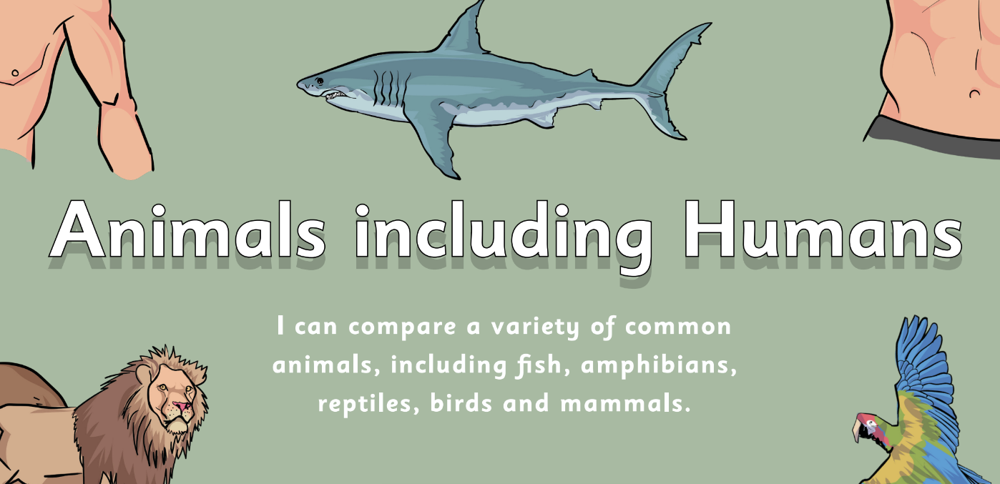 Animals including Humans
I can compare a variety of common
animals, including fish, amphibians,
reptiles, birds and mammals.